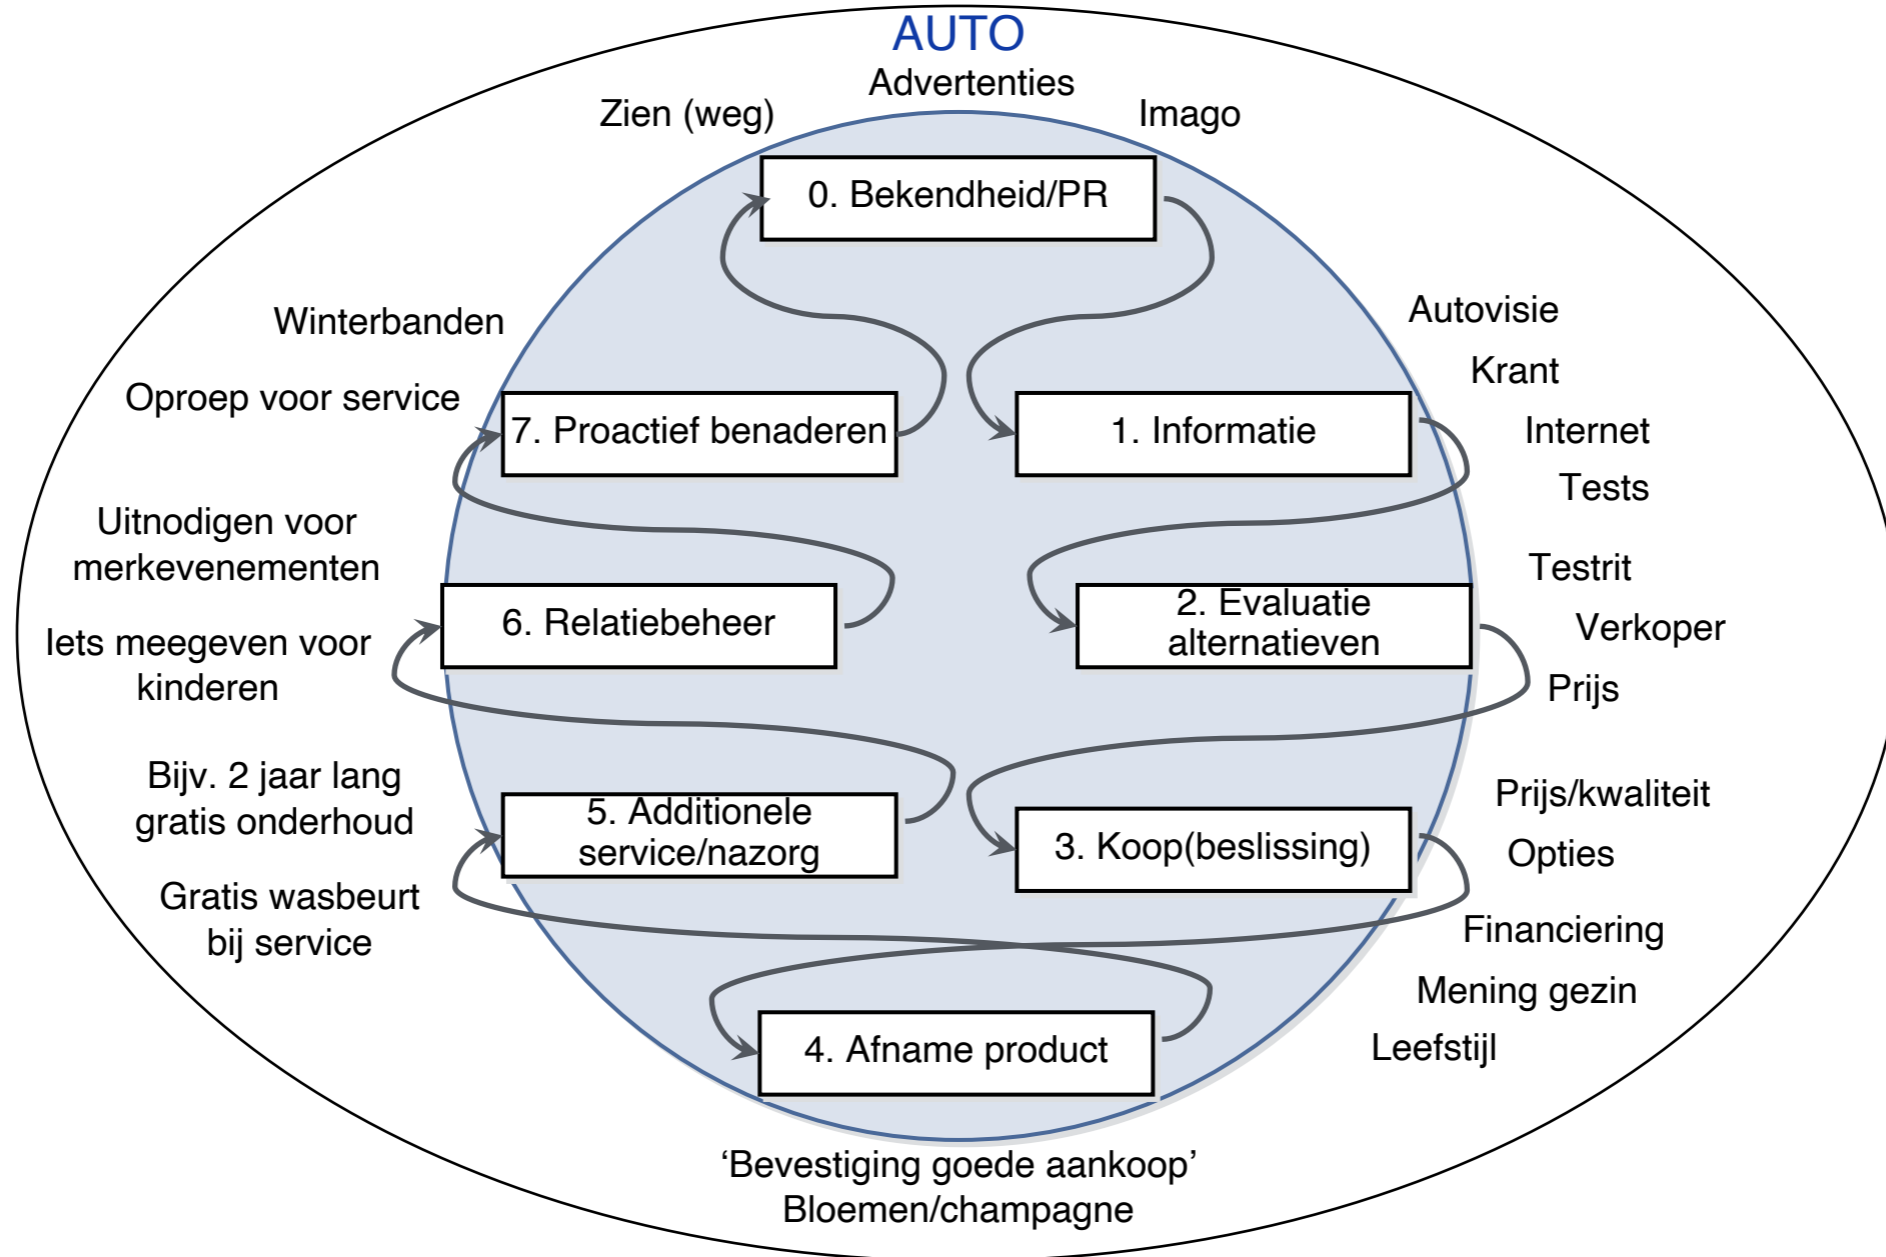 AUTO
Advertenties
Zien (weg)
Imago
0. Bekendheid/PR
Autovisie
Krant
Internet
Tests
1. Informatie
Testrit
Verkoper
Prijs
2. Evaluatie
alternatieven
Prijs/kwaliteit
Opties
Financiering
Mening gezin
Leefstijl
3. Koop(beslissing)
4. Afname product
‘Bevestiging goede aankoop’
Bloemen/champagne
5. Additionele
service/nazorg
Bijv. 2 jaar lang
gratis onderhoud
Gratis wasbeurt
bij service
6. Relatiebeheer
Uitnodigen voor
merkevenementen
Iets meegeven voor
kinderen
7. Proactief benaderen
Winterbanden
Oproep voor service